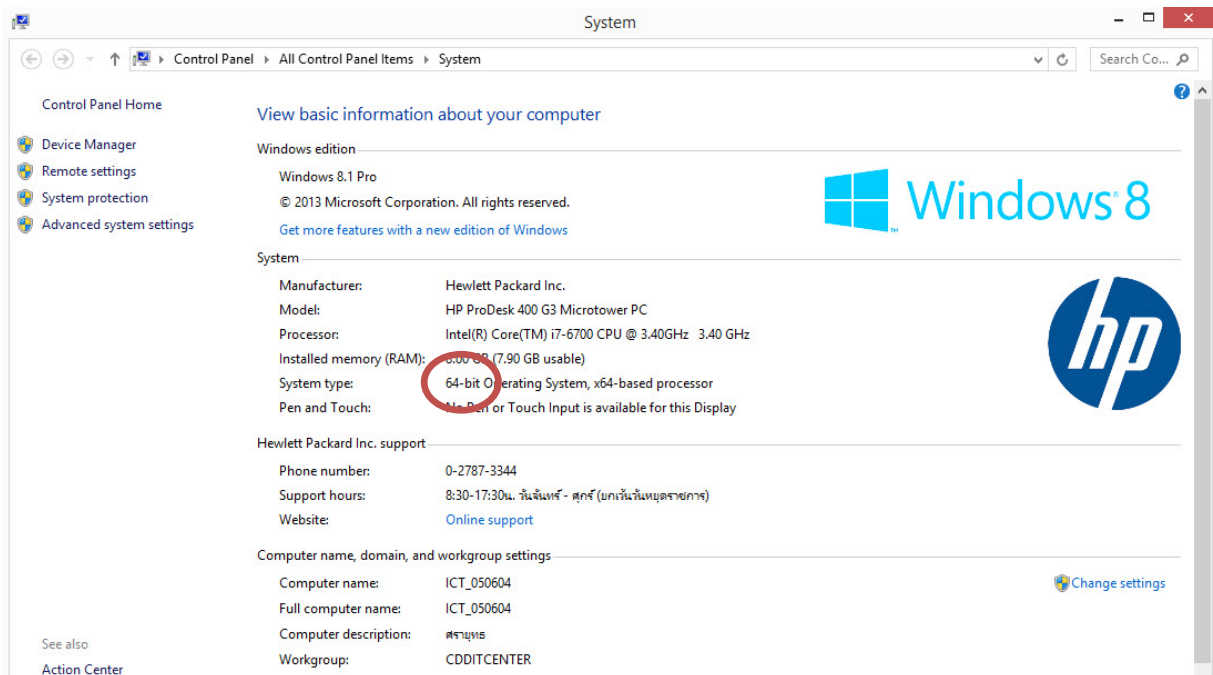 System
Control Panel All Control Panel Items System Search Co...
Control Panel Home
Device Manager
Remote settings
System protection
Advanced system settings
See also
Action Center
View basic information about your computer
Windows edition
Windows 8.1 Pro
© 2013 Microsoft Corporation. All rights reserved.
Get more features with a new edition of Windows
Windows 8
System
Manufacturer: Hewlett Packard Inc.
Model: HP ProDesk 400 G3 Microtower PC
Processor: Intel(R) Core(TM) i7-6700 CPU @ 3.40GHz 3.40 GHz
Installed memory (RAM): 8.00 GB (7.90 GB usable)
System type: 64-bit Operating System, x64-based processor
Pen and Touch: No Pen or Touch Input is available for this Display
hp
Hewlett Packard Inc. support
Phone number: 0-2787-3344
Support hours: 8:30-17:30น. วันจันทร์ - ศุกร์ (ยกเว้นวันหยุดราชการ)
Website: Online support
Computer name, domain, and workgroup settings
Computer name: ICT_050604
Change settings
Full computer name: ICT_050604
Computer description: ศรายุทธ
Workgroup: CDDITCENTER